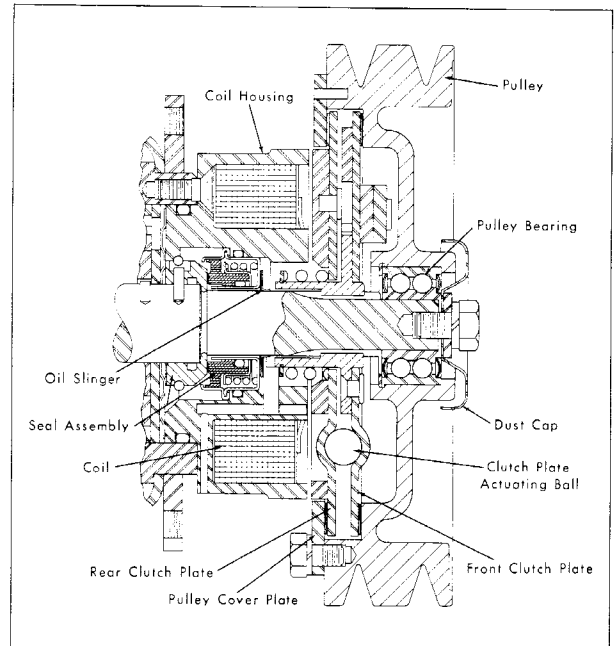 Coil Housing
Pulley
Pulley Bearing
Oil Slinger
Seal Assembly
Dust Cap
Coil
Clutch Plate
Actuating Ball
Rear Clutch Plate
Front Clutch Plate
Pulley Cover Plate